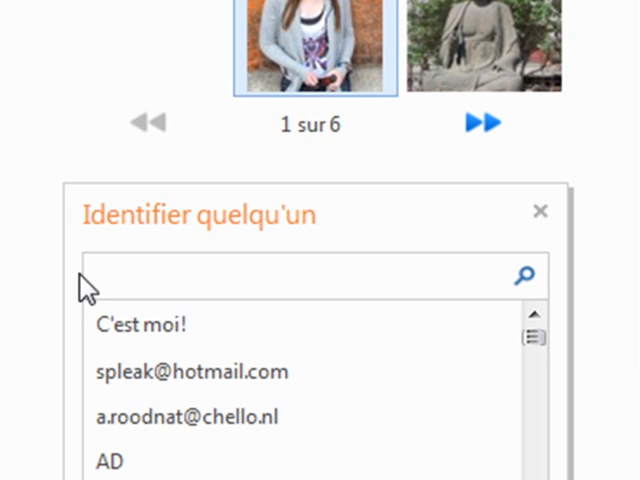 1 sur 6
Identifier quelqu'un
C'est moi!
spleak@hotmail.com
a.roodnat@chello.nl
AD